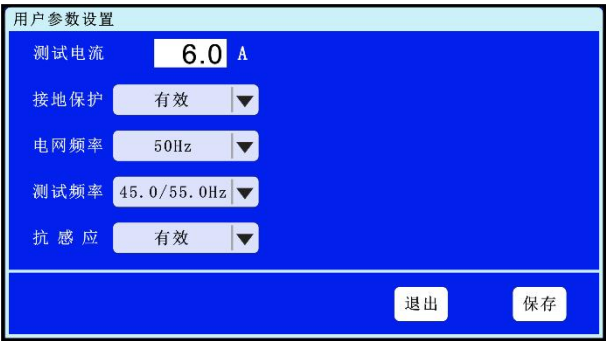 用户参数设置
测试电流 6.0 A
接地保护 有效
电网频率 50Hz
测试频率 45.0/55.0Hz
抗感应 有效
退出 保存